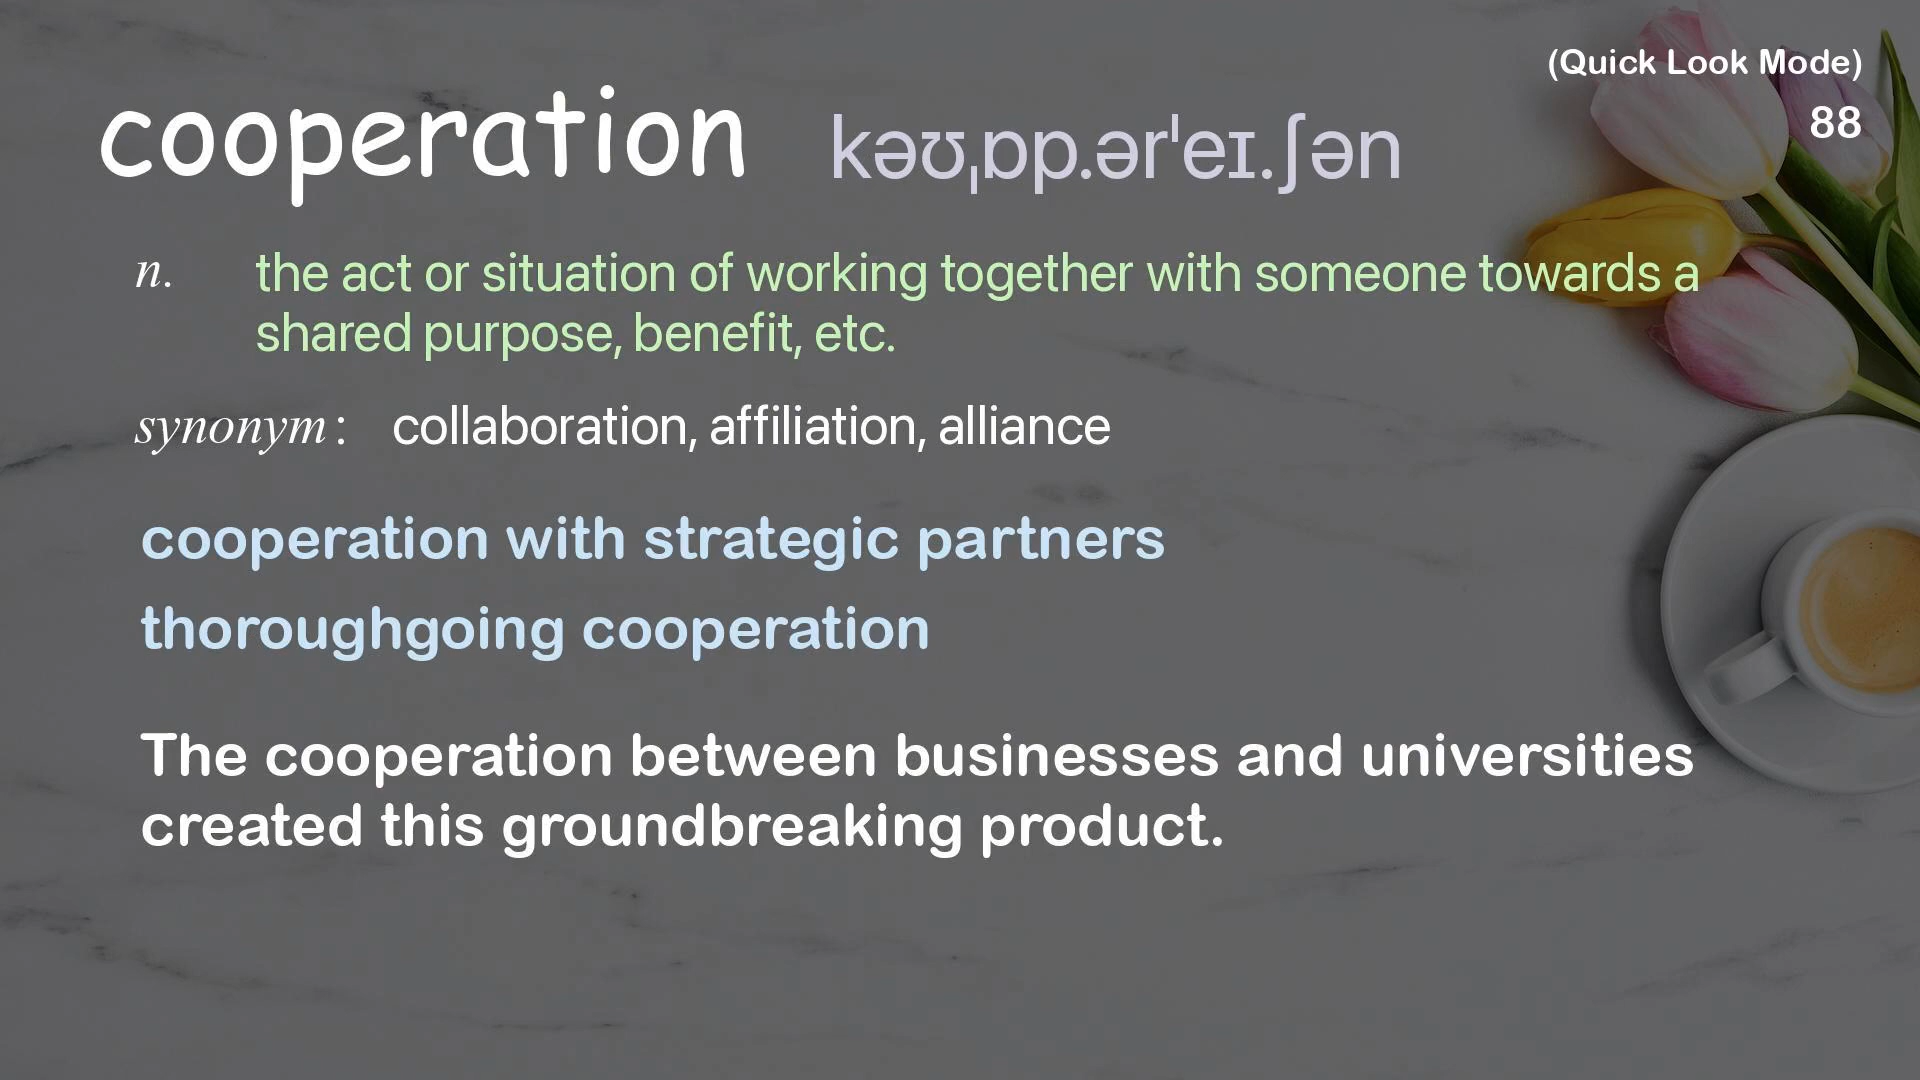 (Quick Look Mode)
88
cooperation kəʊˌɒp.ərˈeɪ.ʃən
n. the act or situation of working together with someone towards a
shared purpose, benefit, etc.
synonym : collaboration, affiliation, alliance
cooperation with strategic partners
thoroughgoing cooperation
The cooperation between businesses and universities
created this groundbreaking product.